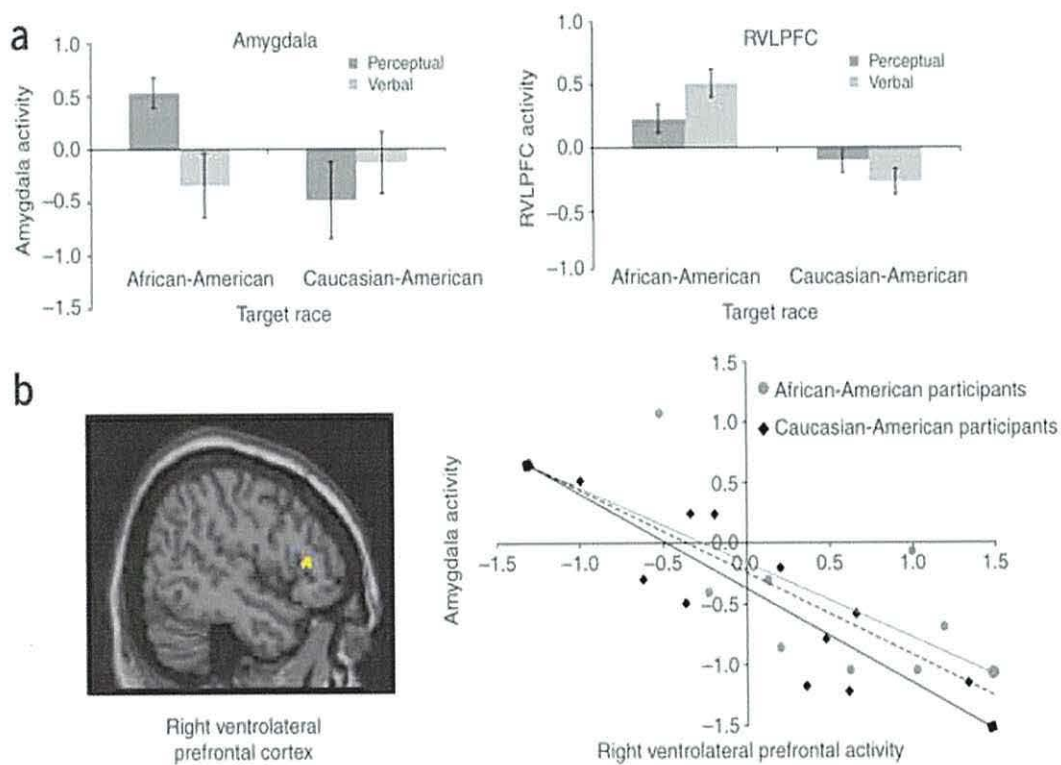 a
Amygdala
Perceptual
Verbal
Amygdala activity
1.0
0.5
0.0
−0.5
−1.0
−1.5
African-American Caucasian-American
Target race
RVLPFC
Perceptual
Verbal
RVLPFC activity
1.0
0.5
0.0
−0.5
−1.0
African-American Caucasian-American
Target race
b
Right ventrolateral
prefrontal cortex
African-American participants
Caucasian-American participants
Amygdala activity
1.5
1.0
0.5
0.0
−1.5 −1.0 −0.5 0.0 0.5 1.0 1.5
−0.5
−1.0
−1.5
Right ventrolateral prefrontal activity